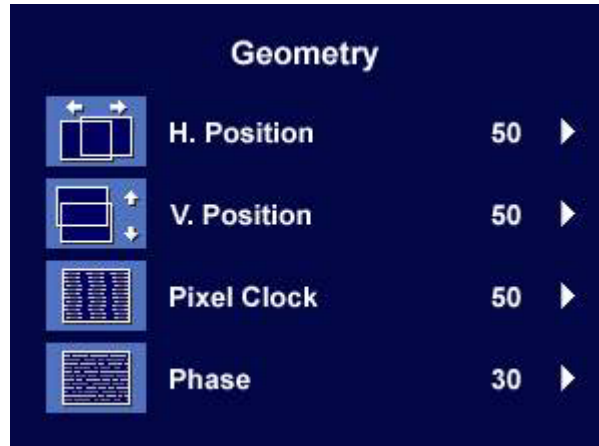 Geometry
H. Position 50
V. Position 50
Pixel Clock 50
Phase 30